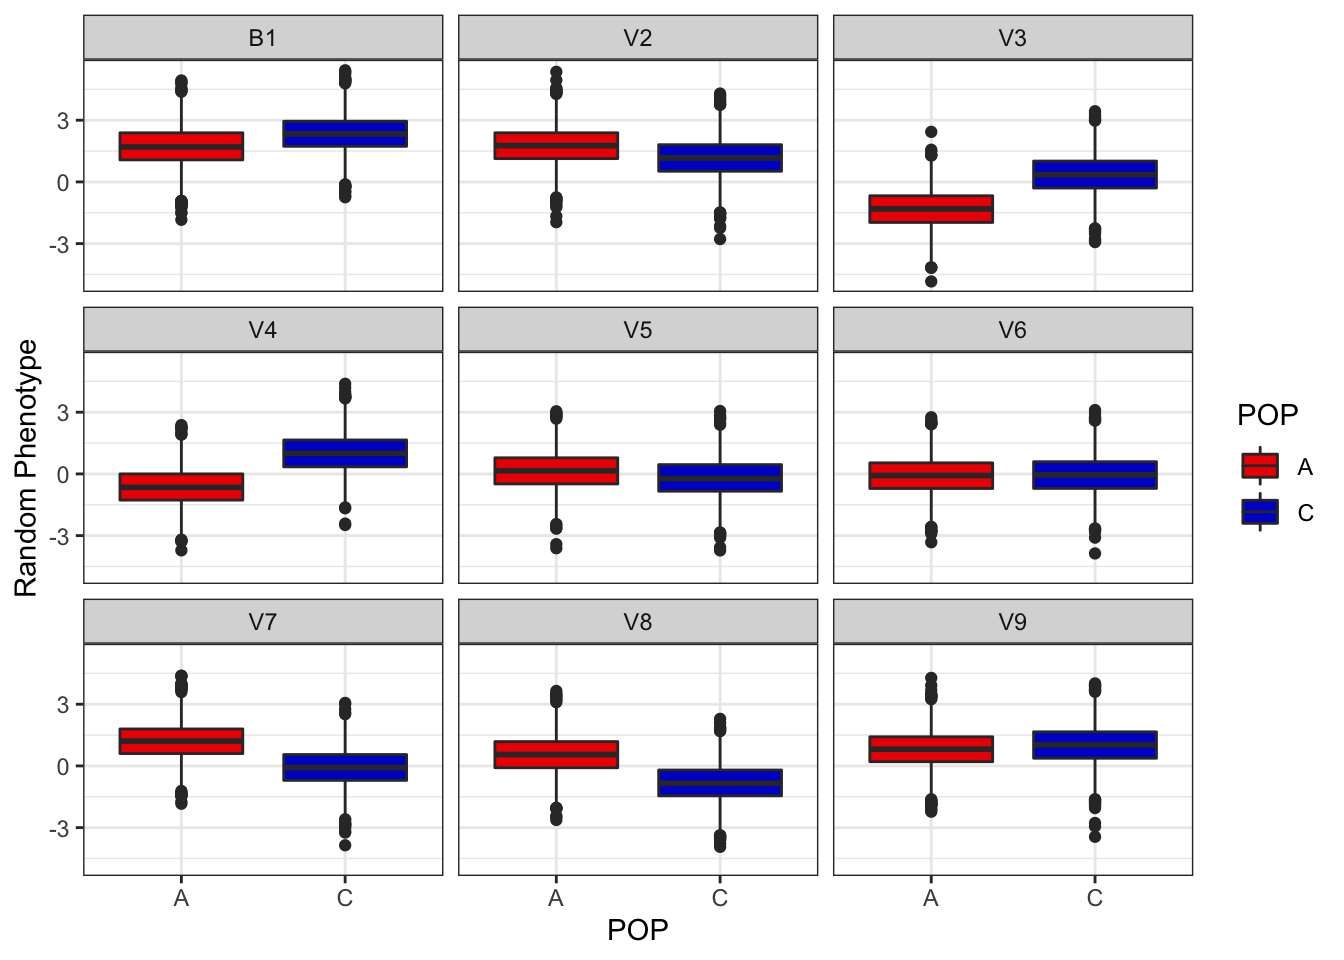 B1 V2 V3
3
0
-3
V4 V5 V6
3
0
-3
V7 V8 V9
3
0
-3
A C A C A C
POP
Random Phenotype
POP
A
C